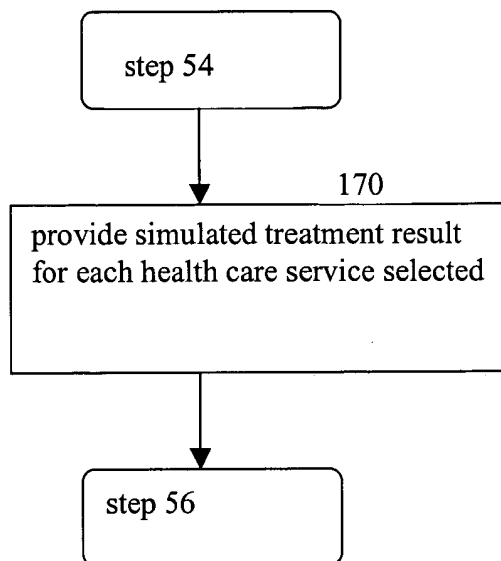 step 54
170
provide simulated treatment result
for each health care service selected
step 56